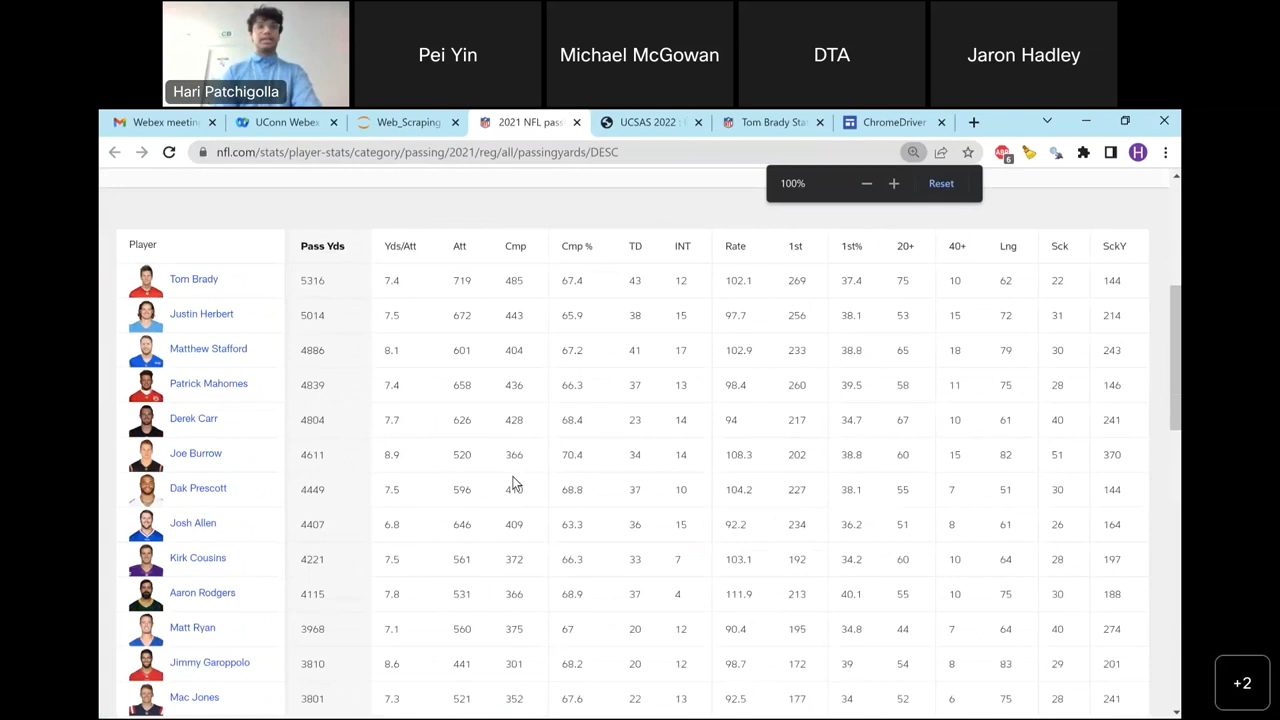 Hari Patchigolla
Pei Yin
Michael McGowan
DTA
Jaron Hadley
Webex meetin
UConn Webex
Web_Scraping
2021 NFL pas
UCSAS 2022 :
Tom Brady Sta
ChromeDriver
nfl.com/stats/player-stats/category/passing/2021/reg/all/passingyards/DESC
6
H
100%
Reset
Player Pass Yds Yds/Att Att Cmp Cmp % TD INT Rate 1st 1st% 20+ 40+ Lng Sck SckY
Tom Brady 5316 7.4 719 485 67.4 43 12 102.1 269 37.4 75 10 62 22 144
Justin Herbert 5014 7.5 672 443 65.9 38 15 97.7 256 38.1 53 15 72 31 214
Matthew Stafford 4886 8.1 601 404 67.2 41 17 102.9 233 38.8 65 18 79 30 243
Patrick Mahomes 4839 7.4 658 436 66.3 37 13 98.4 260 39.5 58 11 75 28 146
Derek Carr 4804 7.7 626 428 68.4 23 14 94 217 34.7 67 10 61 40 241
Joe Burrow 4611 8.9 520 366 70.4 34 14 108.3 202 38.8 60 15 82 51 370
Dak Prescott 4449 7.5 596 68.8 37 10 104.2 227 38.1 55 7 51 30 144
Josh Allen 4407 6.8 646 409 63.3 36 15 92.2 234 36.2 51 8 61 26 164
Kirk Cousins 4221 7.5 561 372 66.3 33 7 103.1 192 34.2 60 10 64 28 197
Aaron Rodgers 4115 7.8 531 366 68.9 37 4 111.9 213 40.1 55 10 75 30 188
Matt Ryan 3968 7.1 560 375 67 20 12 90.4 195 34.8 44 7 64 40 274
Jimmy Garoppolo 3810 8.6 441 301 68.2 20 12 98.7 172 39 54 8 83 29 201
Mac Jones 3801 7.3 521 352 67.6 22 13 92.5 177 34 52 6 75 28 241
+2